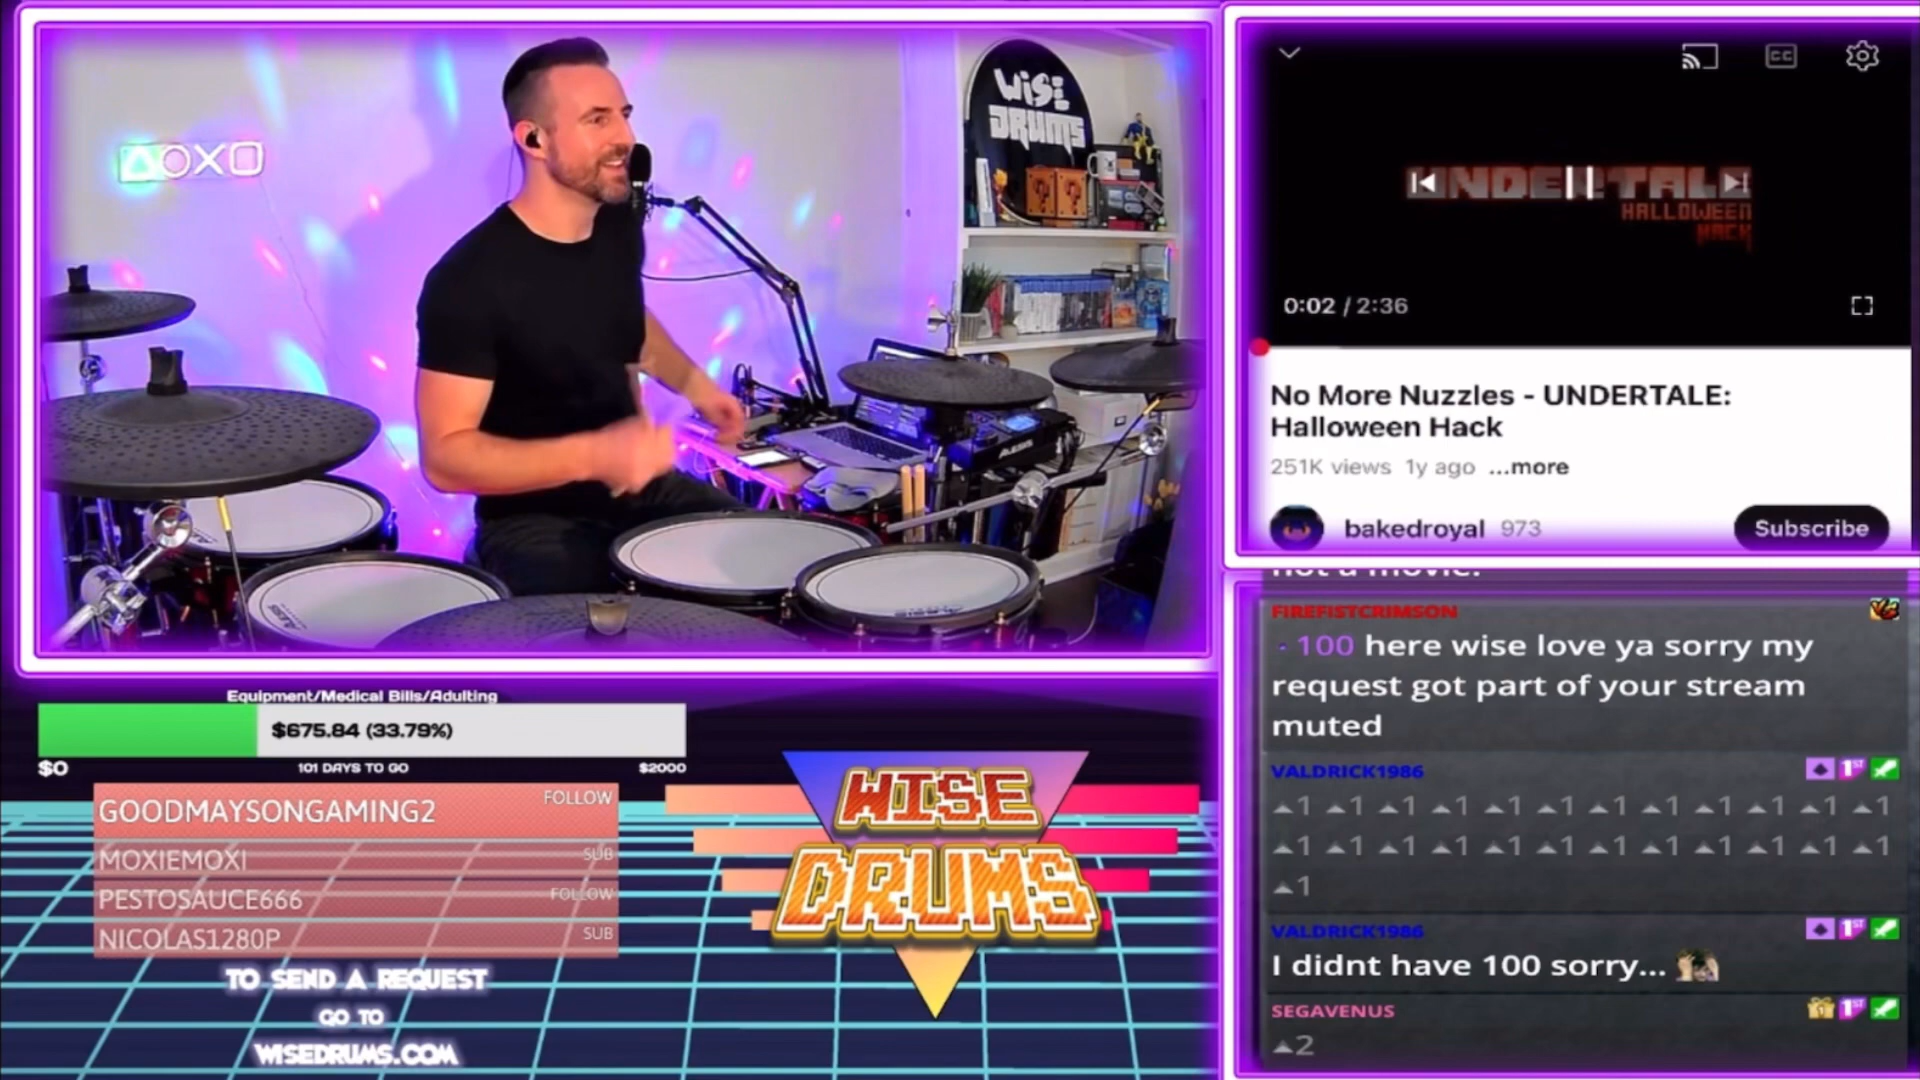 WISE
DRUMS
ALESIS
UNDERTALE
HALLOWEEN
HACK
CC
0:02 / 2:36
No More Nuzzles - UNDERTALE:
Halloween Hack
251K views 1y ago ...more
bakedroyal 973
Subscribe
not a movie.
FIREFISTCRIMSON
100 here wise love ya sorry my
request got part of your stream
muted
VALDRICK1986
1 1 1 1 1 1 1 1 1 1 1 1
1 1 1 1 1 1 1 1 1 1 1 1
1
VALDRICK1986
I didnt have 100 sorry...
SEGAVENUS
2
Equipment/Medical Bills/Adulting
$675.84 (33.79%)
$0 101 DAYS TO GO $2000
GOODMAYSONGAMING2 FOLLOW
MOXIEMOXI SUB
PESTOSAUCE666 FOLLOW
NICOLAS1280P SUB
TO SEND A REQUEST
GO TO
WISEDRUMS.COM
WISE
DRUMS